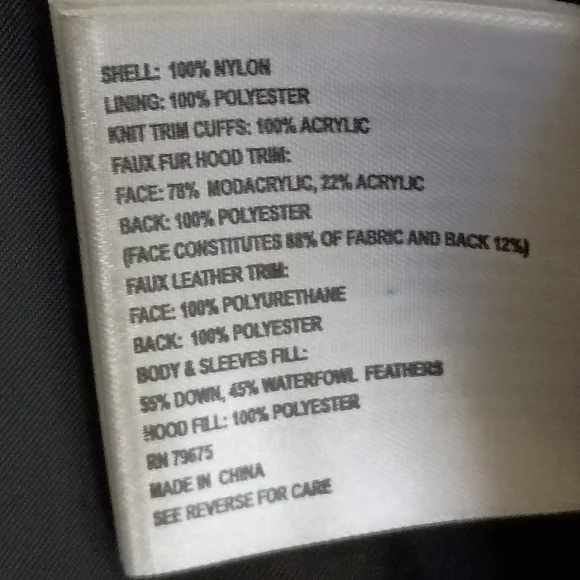 SHELL: 100% NYLON
LINING: 100% POLYESTER
KNIT TRIM CUFFS: 100% ACRYLIC
FAUX FUR HOOD TRIM:
FACE: 78% MODACRYLIC, 22% ACRYLIC
BACK: 100% POLYESTER
(FACE CONSTITUTES 88% OF FABRIC AND BACK 12%)
FAUX LEATHER TRIM:
FACE: 100% POLYURETHANE
BACK: 100% POLYESTER
BODY & SLEEVES FILL:
55% DOWN, 45% WATERFOWL FEATHERS
HOOD FILL: 100% POLYESTER
RN 79675
MADE IN CHINA
SEE REVERSE FOR CARE